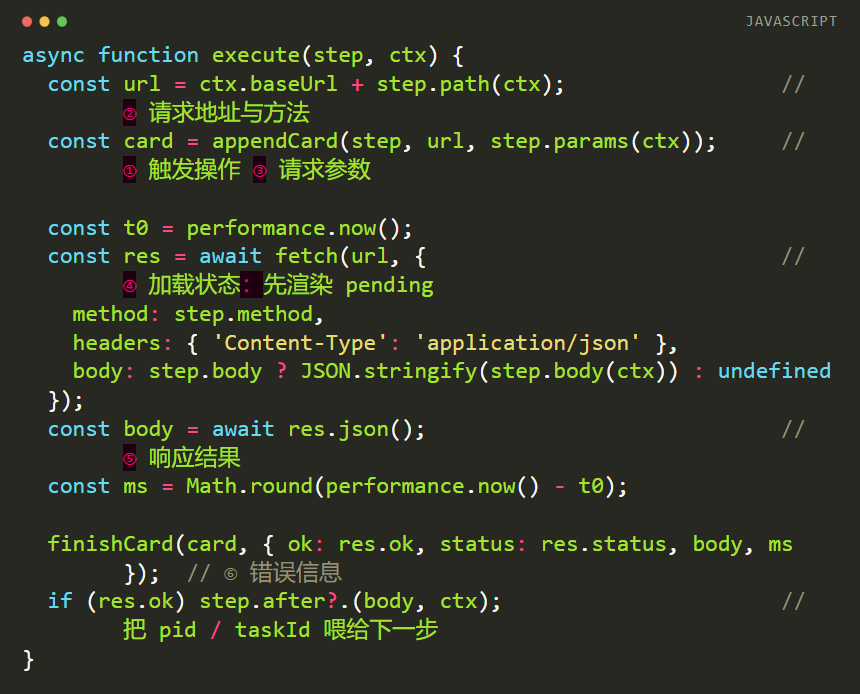 JAVASCRIPT
async function execute(step, ctx) {
  const url = ctx.baseUrl + step.path(ctx);                 //
        ② 请求地址与方法
  const card = appendCard(step, url, step.params(ctx));     //
        ① 触发操作 ③ 请求参数
  const t0 = performance.now();
  const res = await fetch(url, {                            //
        ④ 加载状态：先渲染 pending
    method: step.method,
    headers: { 'Content-Type': 'application/json' },
    body: step.body ? JSON.stringify(step.body(ctx)) : undefined
  });
  const body = await res.json();                            //
        ⑤ 响应结果
  const ms = Math.round(performance.now() - t0);
  finishCard(card, { ok: res.ok, status: res.status, body, ms
        });  // ⑥ 错误信息
  if (res.ok) step.after?.(body, ctx);                      //
        把 pid / taskId 喂给下一步
}